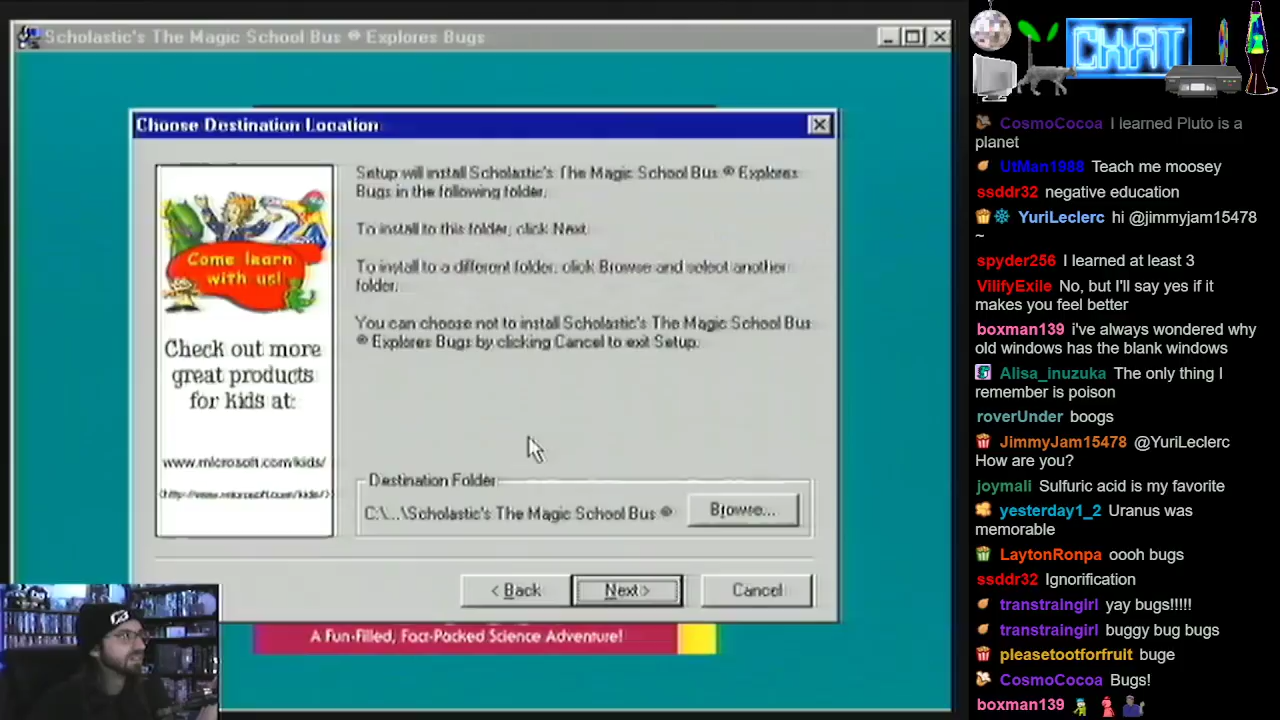 Scholastic's The Magic School Bus ® Explores Bugs
Choose Destination Location
Come learn
with us!
Check out more
great products
for kids at:
www.microsoft.com/kids/
<http://www.microsoft.com/kids/>
Setup will install Scholastic's The Magic School Bus ® Explores
Bugs in the following folder.
To install to this folder, click Next.
To install to a different folder, click Browse and select another
folder.
You can choose not to install Scholastic's The Magic School Bus
® Explores Bugs by clicking Cancel to exit Setup.
Destination Folder
C:\...\Scholastic's The Magic School Bus ®
Browse...
< Back
Next >
Cancel
A Fun-Filled, Fact-Packed Science Adventure!
CHAT
CosmoCocoa I learned Pluto is a
planet
UtMan1988 Teach me moosey
ssddr32 negative education
YuriLeclerc hi @jimmyjam15478
~
spyder256 I learned at least 3
VilifyExile No, but I'll say yes if it
makes you feel better
boxman139 i've always wondered why
old windows has the blank windows
Alisa_inuzuka The only thing I
remember is poison
roverUnder boogs
JimmyJam15478 @YuriLeclerc
How are you?
joymali Sulfuric acid is my favorite
yesterday1_2 Uranus was
memorable
LaytonRonpa oooh bugs
ssddr32 Ignorification
transtraingirl yay bugs!!!!!
transtraingirl buggy bug bugs
pleasetootforfruit buge
CosmoCocoa Bugs!
boxman139